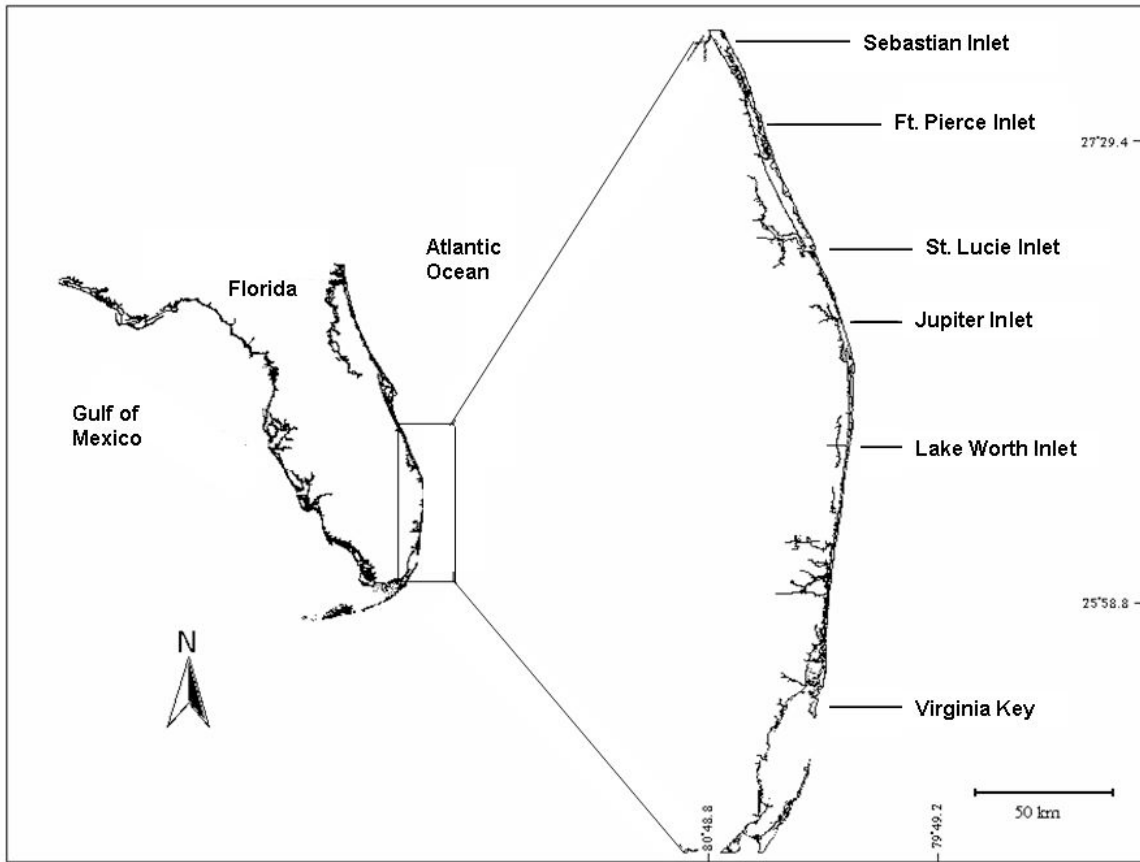 Sebastian Inlet
Ft. Pierce Inlet
27°29.4
St. Lucie Inlet
Atlantic
Ocean
Florida
Jupiter Inlet
Gulf of
Mexico
Lake Worth Inlet
25°58.8
N
Virginia Key
50 km
80°48.8
79°49.2